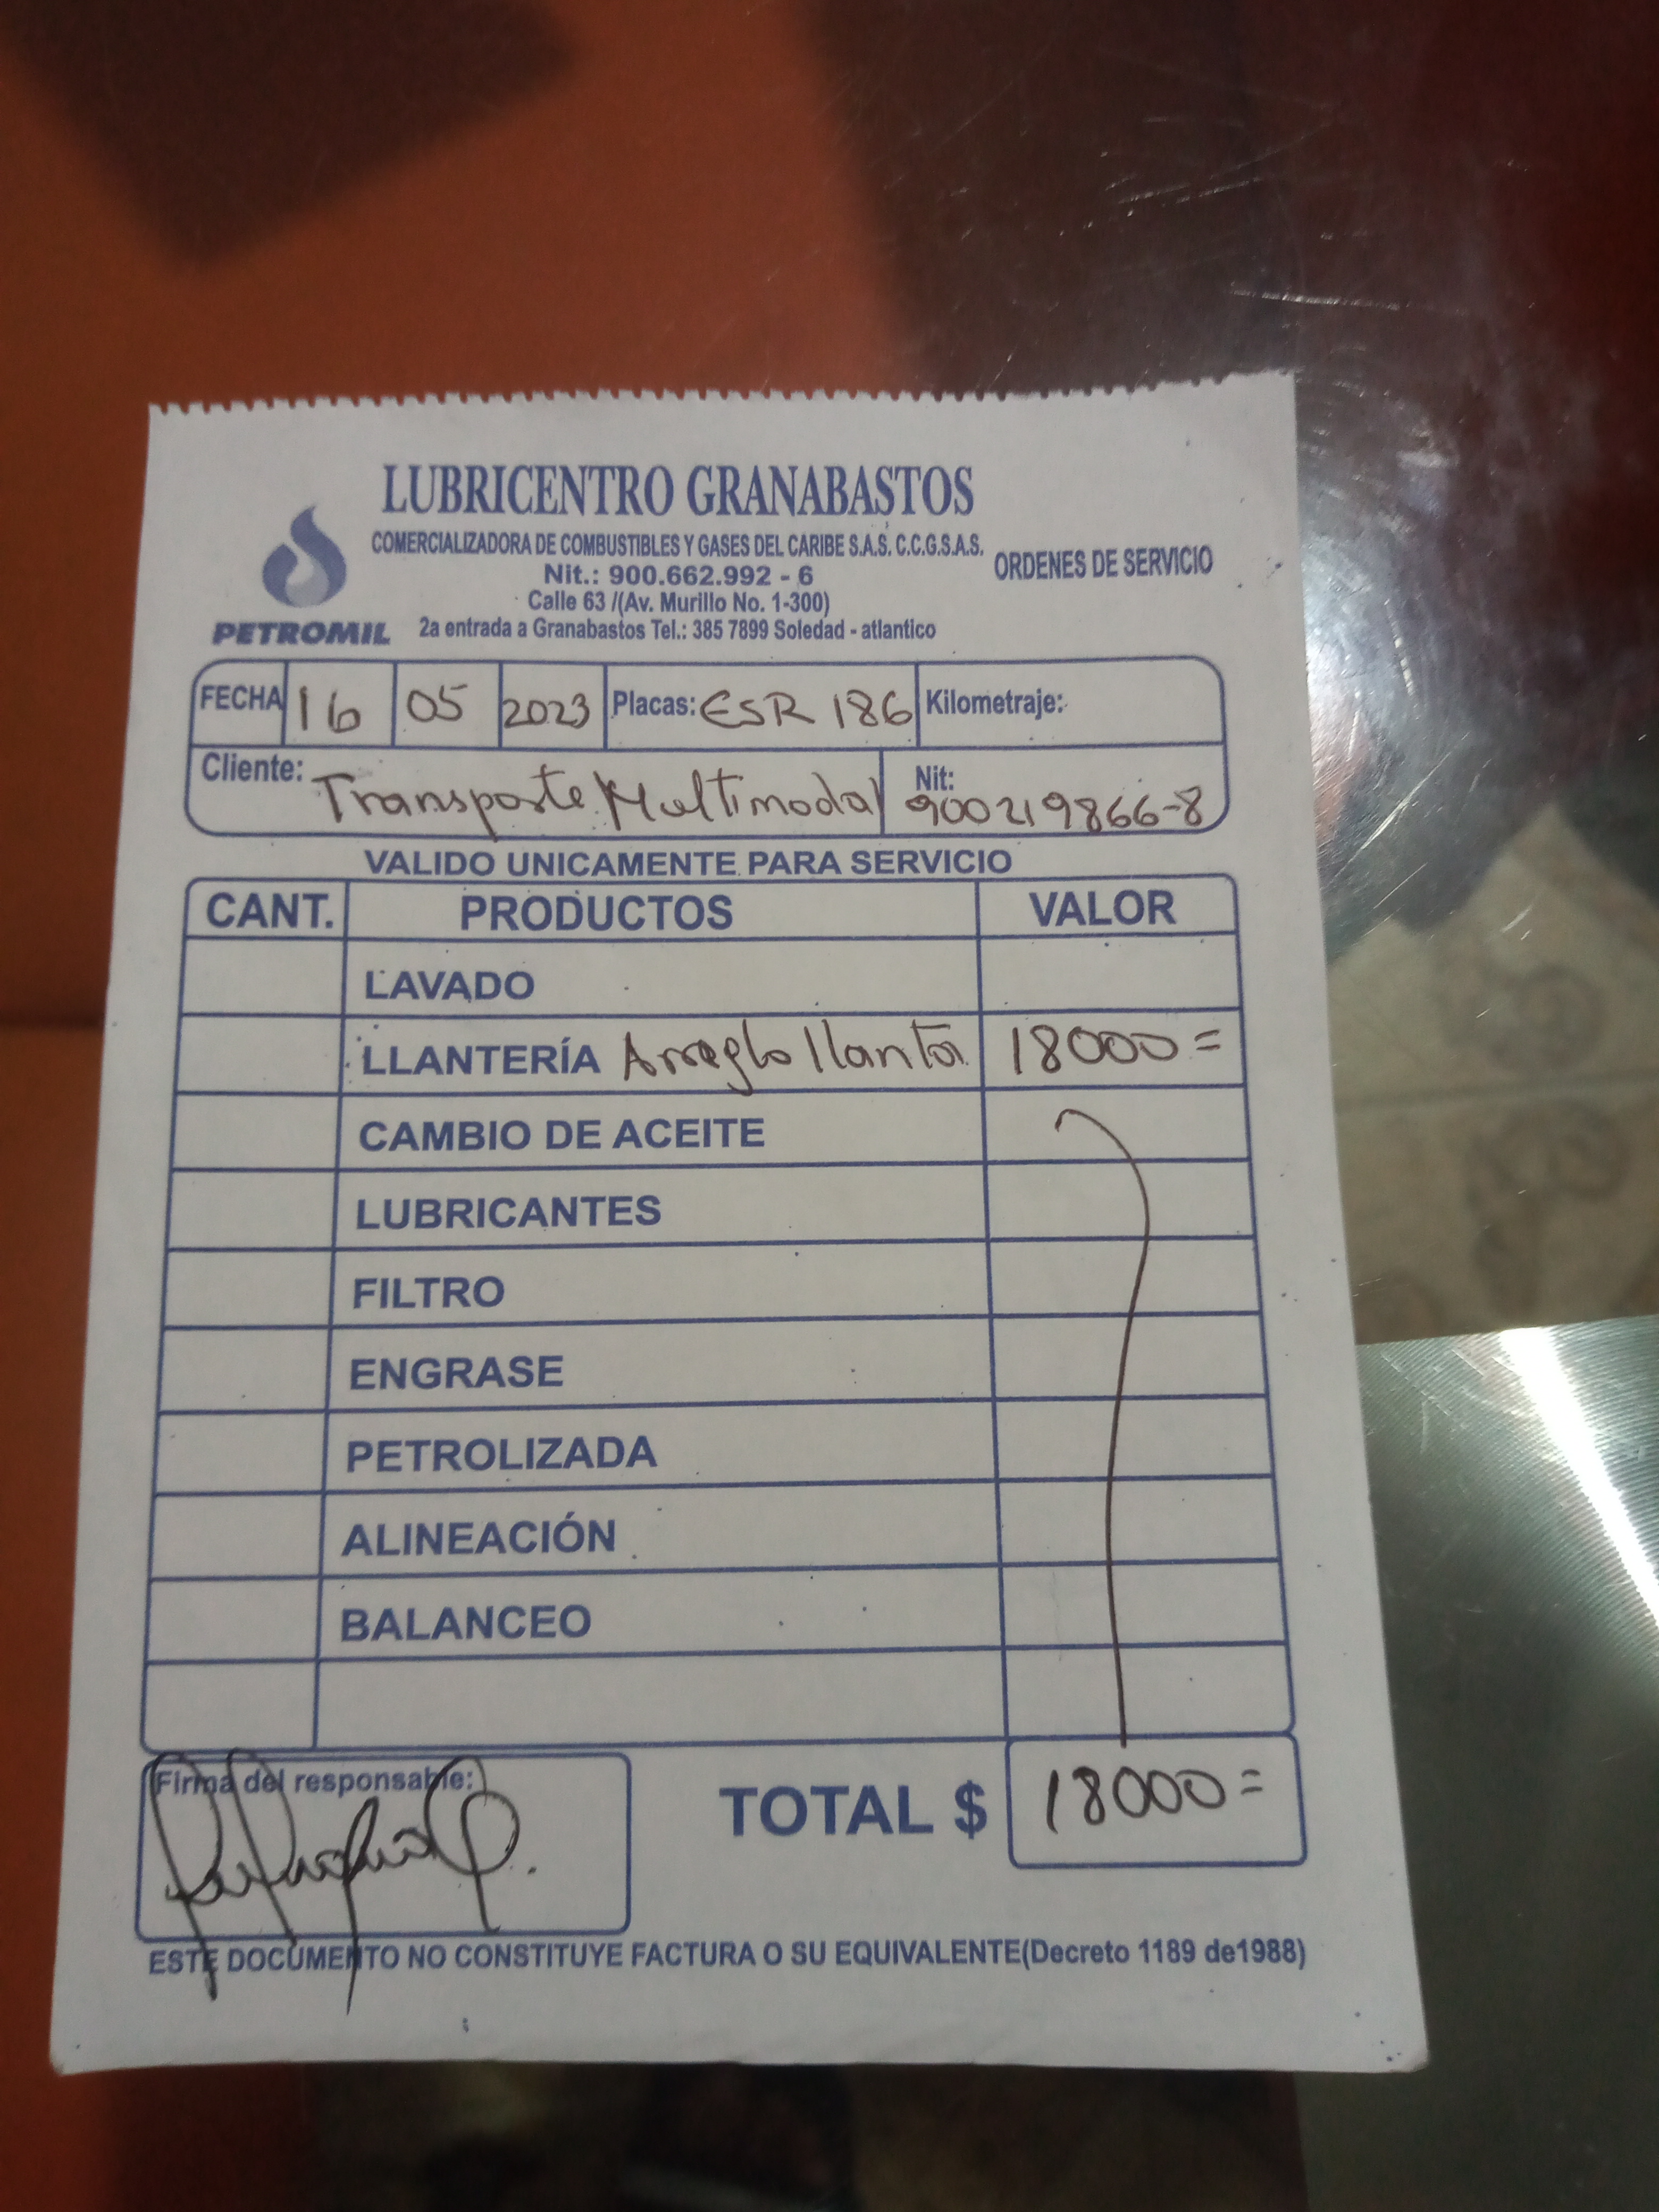 LUBRICENTRO GRANABASTOS
COMERCIALIZADORA DE COMBUSTIBLES Y GASES DEL CARIBE S.A.S. C.C.G.S.A.S.
ORDENES DE SERVICIO
Nit.: 900.662.992 - 6
Calle 63 /(Av. Murillo No. 1-300)
PETROMIL 2a entrada a Granabastos Tel.: 385 7899 Soledad - atlantico
FECHA 16 05 2023 Placas: ESR 186 Kilometraje:
Cliente: Transporte Multimodal Nit: 900219866-8
VALIDO UNICAMENTE PARA SERVICIO
CANT. PRODUCTOS VALOR
LAVADO
LLANTERÍA Arreglo llanta 18000=
CAMBIO DE ACEITE
LUBRICANTES
FILTRO
ENGRASE
PETROLIZADA
ALINEACIÓN
BALANCEO
Firma del responsable:
TOTAL $ 18000=
ESTE DOCUMENTO NO CONSTITUYE FACTURA O SU EQUIVALENTE(Decreto 1189 de1988)